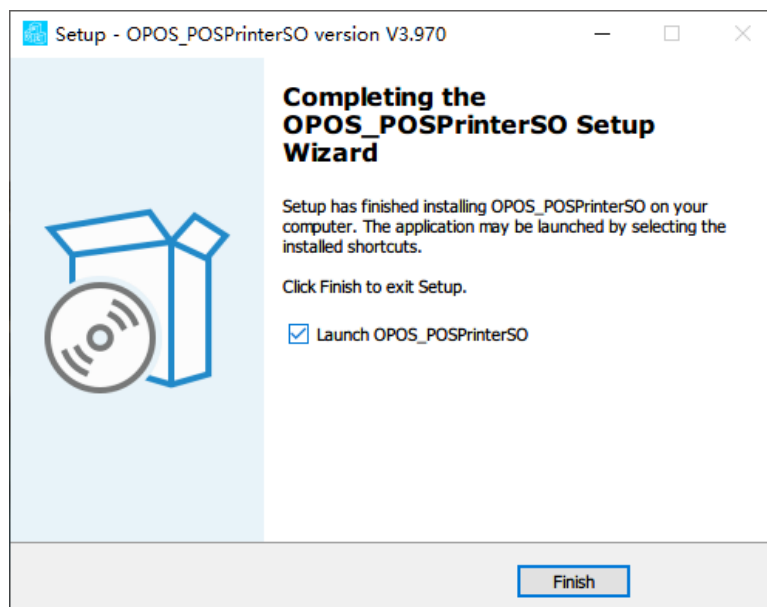 Setup - OPOS_POSPrinterSO version V3.970
Completing the
OPOS_POSPrinterSO Setup
Wizard
Setup has finished installing OPOS_POSPrinterSO on your
computer. The application may be launched by selecting the
installed shortcuts.
Click Finish to exit Setup.
Launch OPOS_POSPrinterSO
Finish